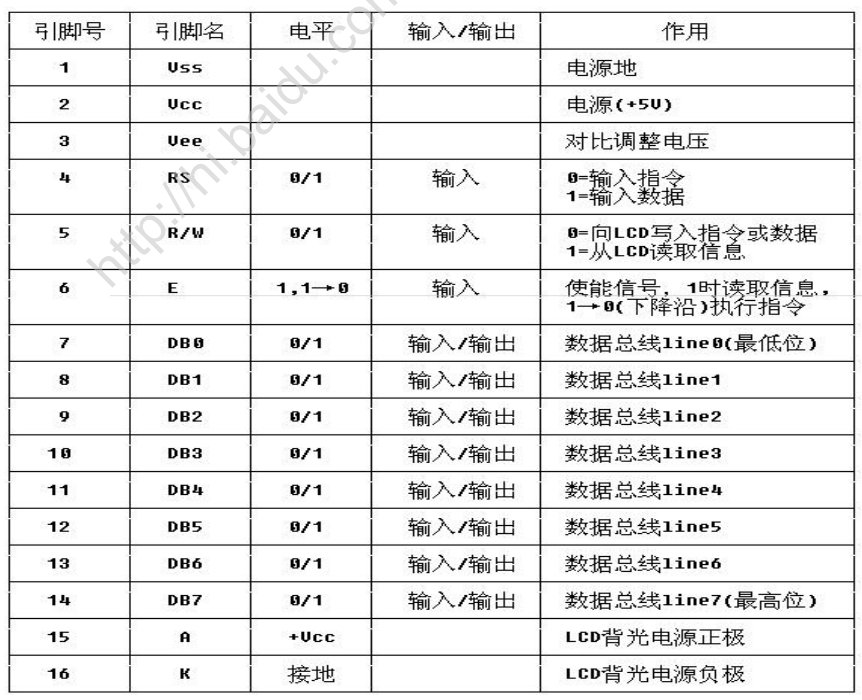 引脚号 引脚名 电平 输入/输出 作用
1 Vss 电源地
2 Vcc 电源(+5V)
3 Vee 对比调整电压
4 RS 0/1 输入 0=输入指令
1=输入数据
5 R/W 0/1 输入 0=向LCD写入指令或数据
1=从LCD读取信息
6 E 1,1→0 输入 使能信号，1时读取信息，
1→0(下降沿)执行指令
7 DB0 0/1 输入/输出 数据总线line0(最低位)
8 DB1 0/1 输入/输出 数据总线line1
9 DB2 0/1 输入/输出 数据总线line2
10 DB3 0/1 输入/输出 数据总线line3
11 DB4 0/1 输入/输出 数据总线line4
12 DB5 0/1 输入/输出 数据总线line5
13 DB6 0/1 输入/输出 数据总线line6
14 DB7 0/1 输入/输出 数据总线line7(最高位)
15 A +Vcc LCD背光电源正极
16 K 接地 LCD背光电源负极
http://hi.baidu.com